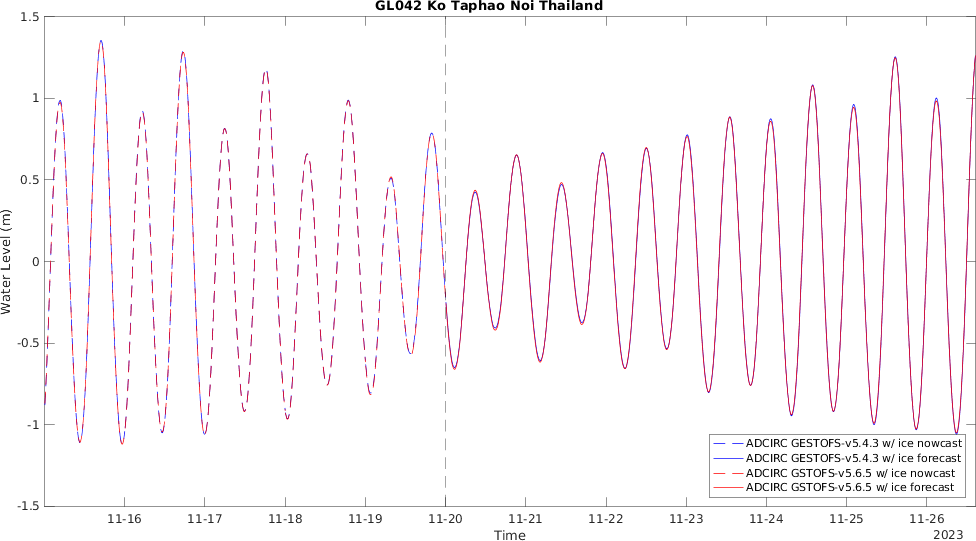 GL042 Ko Taphao Noi Thailand
1.5
1
0.5
0
-0.5
-1
-1.5
Water Level (m)
11-16
11-17
11-18
11-19
11-20
11-21
11-22
11-23
11-24
11-25
11-26
Time
2023
ADCIRC GESTOFS-v5.4.3 w/ ice nowcast
ADCIRC GESTOFS-v5.4.3 w/ ice forecast
ADCIRC GSTOFS-v5.6.5 w/ ice nowcast
ADCIRC GSTOFS-v5.6.5 w/ ice forecast